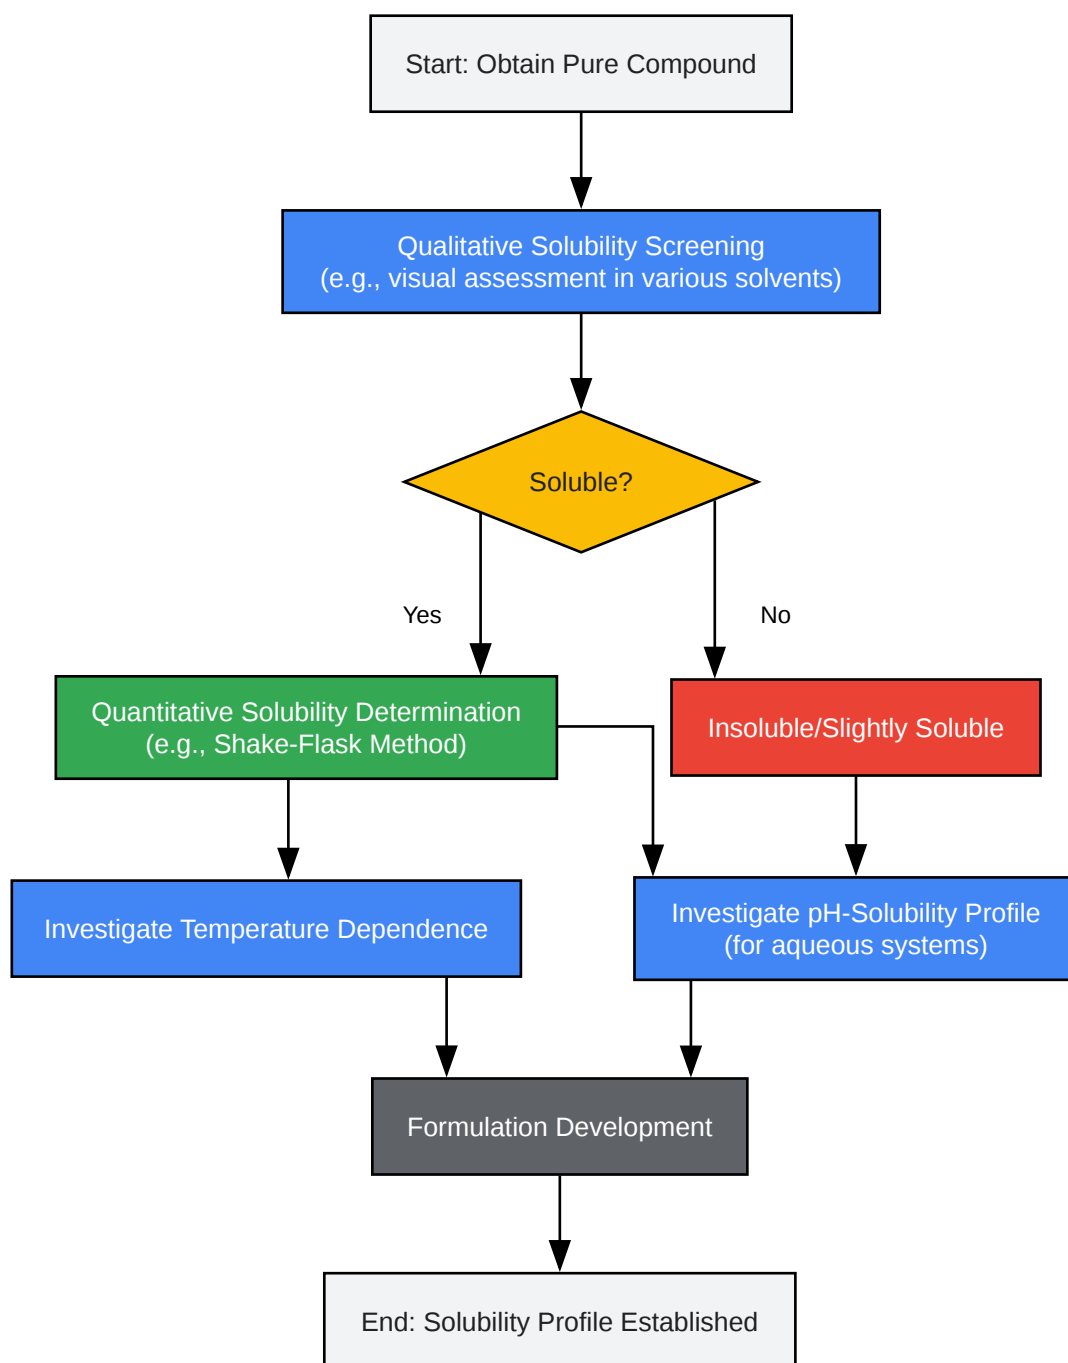 Start: Obtain Pure Compound
Qualitative Solubility Screening
(e.g., visual assessment in various solvents)
Soluble?
Yes
No
Quantitative Solubility Determination
(e.g., Shake-Flask Method)
Insoluble/Slightly Soluble
Investigate Temperature Dependence
Investigate pH-Solubility Profile
(for aqueous systems)
Formulation Development
End: Solubility Profile Established